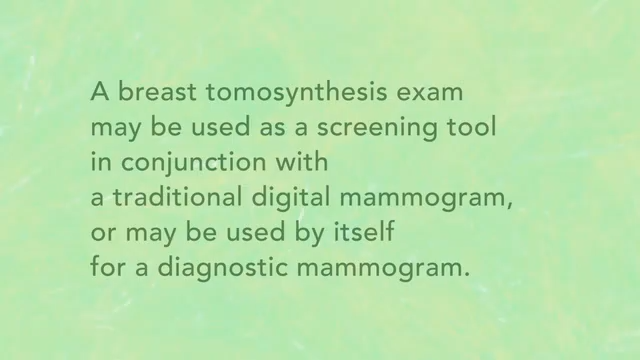 A breast tomosynthesis exam
may be used as a screening tool
in conjunction with
a traditional digital mammogram,
or may be used by itself
for a diagnostic mammogram.